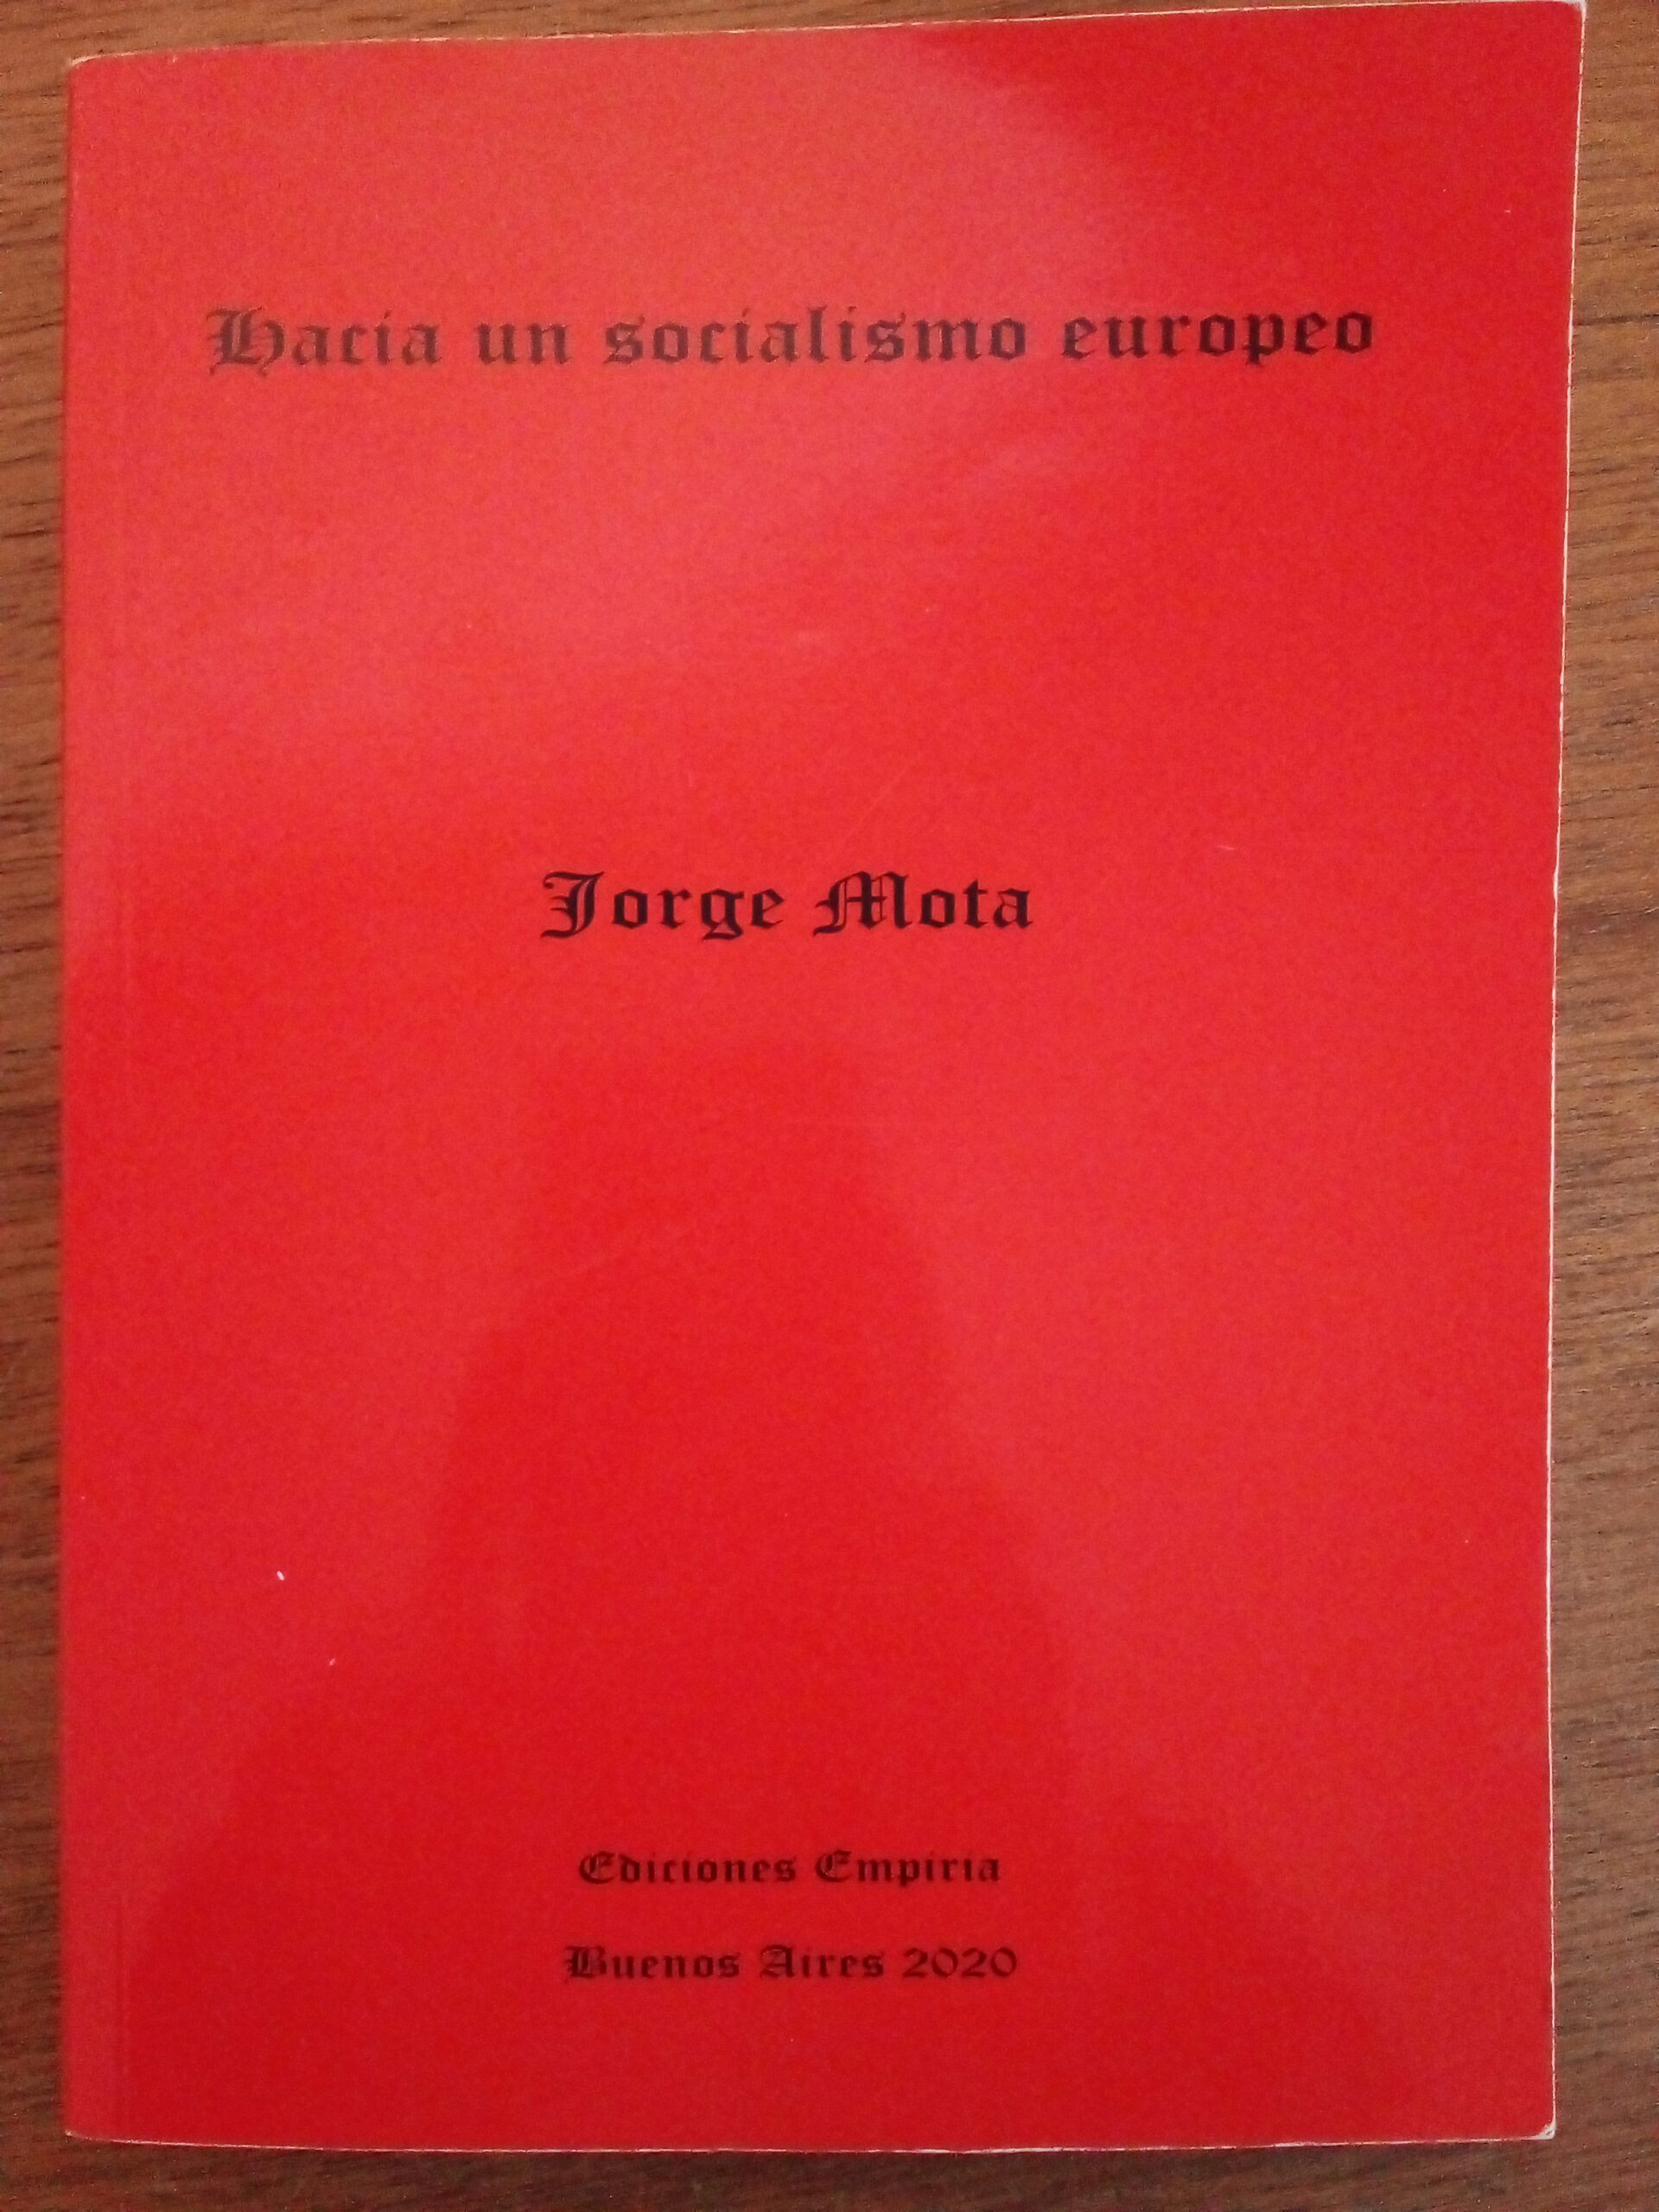 Hacia un socialismo europeo
Jorge Mota
Ediciones Empiria
Buenos Aires 2020